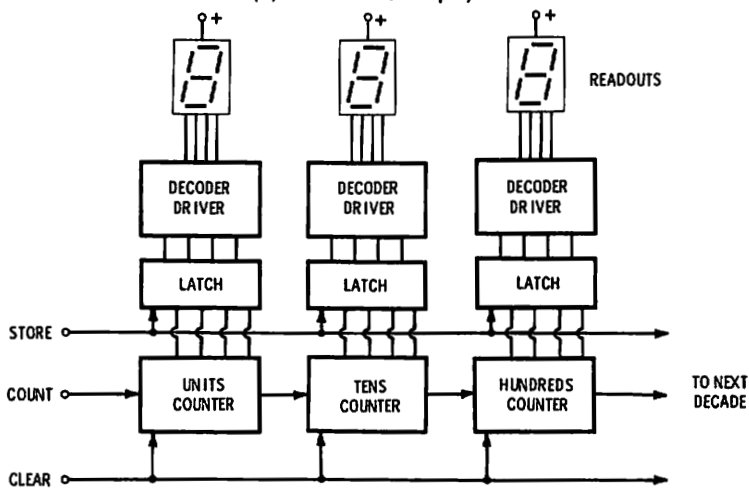 + + +
READOUTS
DECODER DRIVER
DECODER DRIVER
DECODER DRIVER
LATCH
LATCH
LATCH
STORE
COUNT
UNITS COUNTER
TENS COUNTER
HUNDREDS COUNTER
TO NEXT DECADE
CLEAR